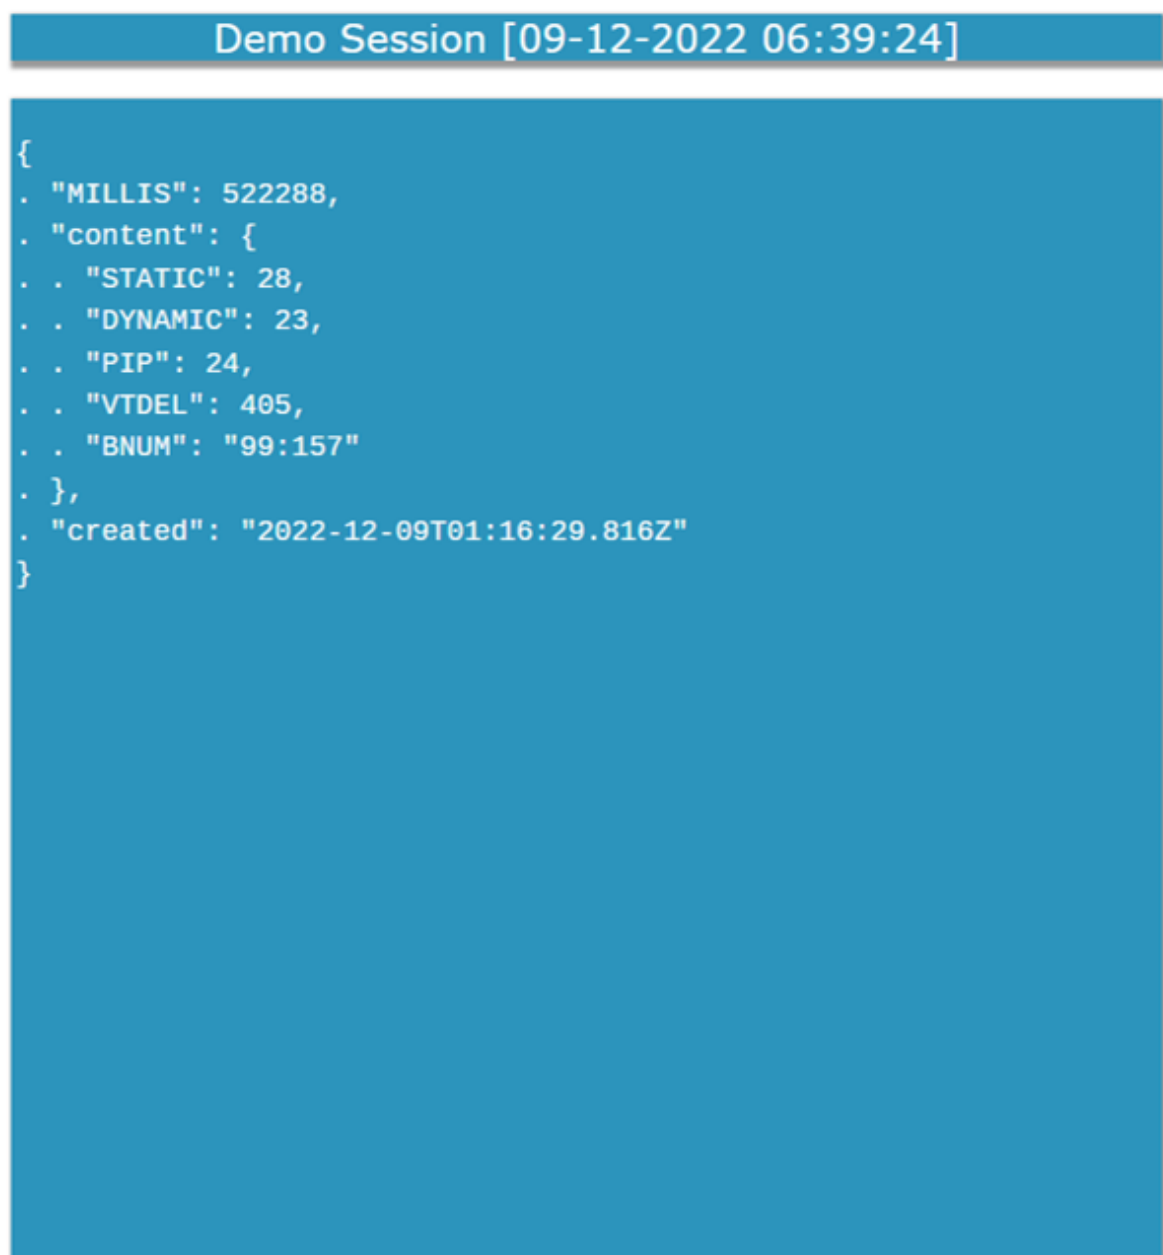 Demo Session [09-12-2022 06:39:24]
{
. "MILLIS": 522288,
. "content": {
. . "STATIC": 28,
. . "DYNAMIC": 23,
. . "PIP": 24,
. . "VTDEL": 405,
. . "BNUM": "99:157"
. },
. "created": "2022-12-09T01:16:29.816Z"
}